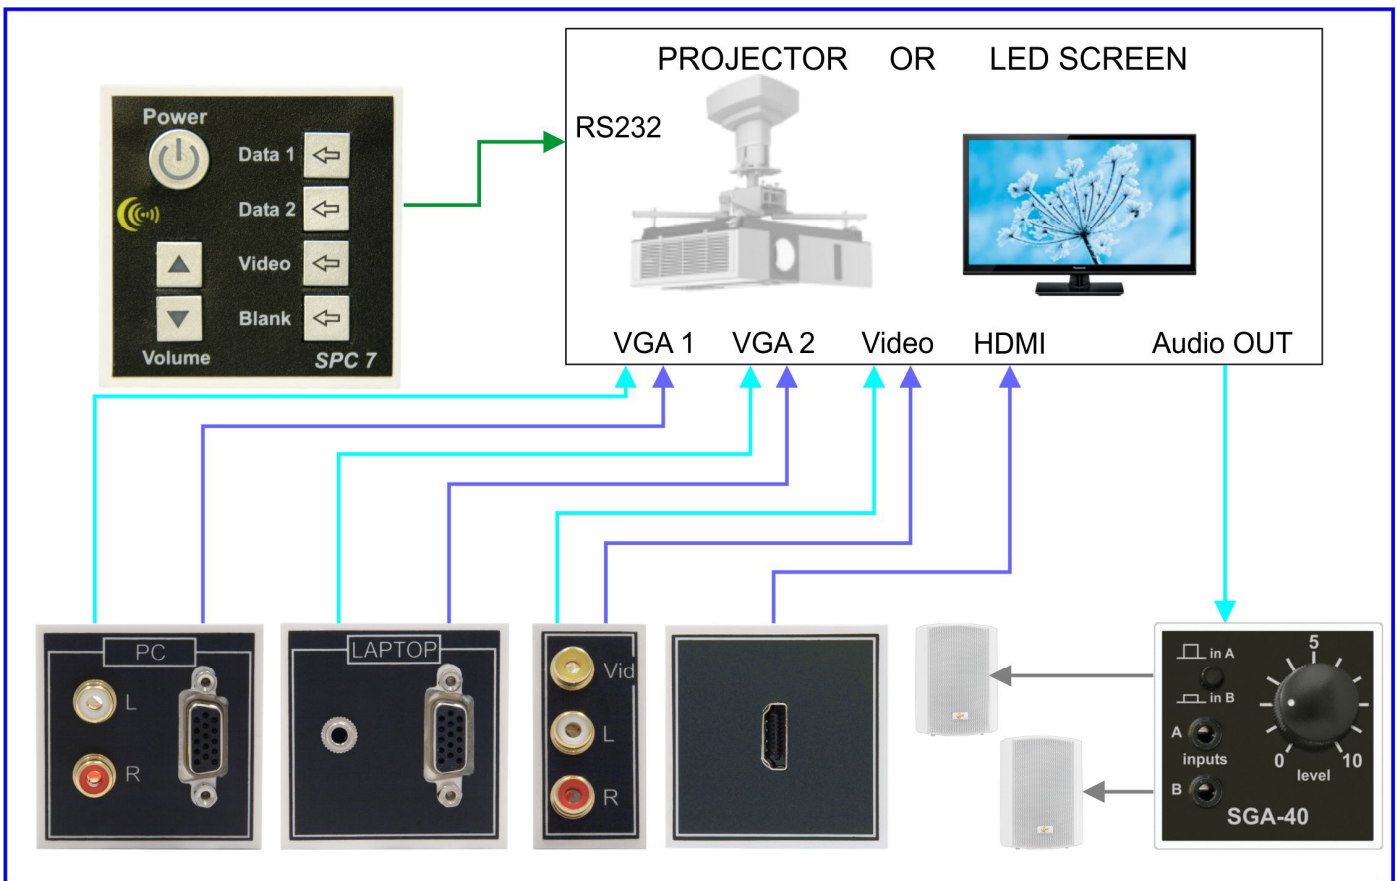 PROJECTOR OR LED SCREEN
RS232
VGA 1 VGA 2 Video HDMI Audio OUT
Power
Data 1
Data 2
Video
Blank
Volume
SPC 7
PC
L
R
LAPTOP
Vid
L
R
in A
in B
A
inputs
B
5
0
10
level
SGA-40